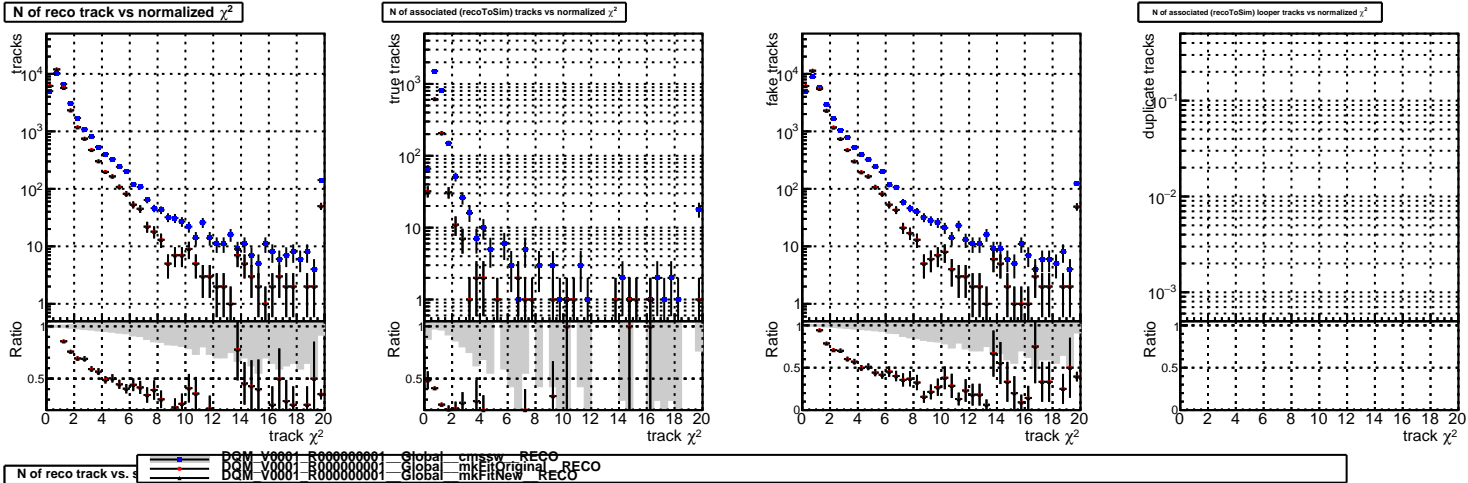 N of reco track vs normalized χ²
N of associated (recoToSim) tracks vs normalized χ²
N of associated (recoToSim) looper tracks vs normalized χ²
tracks
10⁴
10³
10²
10
1
Ratio
1
0.5
0 2 4 6 8 10 12 14 16 18 20
track χ²
true tracks
10³
10²
10
1
Ratio
1
0.5
0 2 4 6 8 10 12 14 16 18 20
track χ²
fake tracks
10⁴
10³
10²
10
1
Ratio
1
0.5
0
0 2 4 6 8 10 12 14 16 18 20
track χ²
duplicate tracks
10⁻¹
10⁻²
10⁻³
Ratio
1
0.5
0
0 2 4 6 8 10 12 14 16 18 20
track χ²
DQM_V0001_R000000001__Global__cmssw__RECO
DQM_V0001_R000000001__Global__mkFitOriginal__RECO
DQM_V0001_R000000001__Global__mkFitNew__RECO
N of reco track vs.